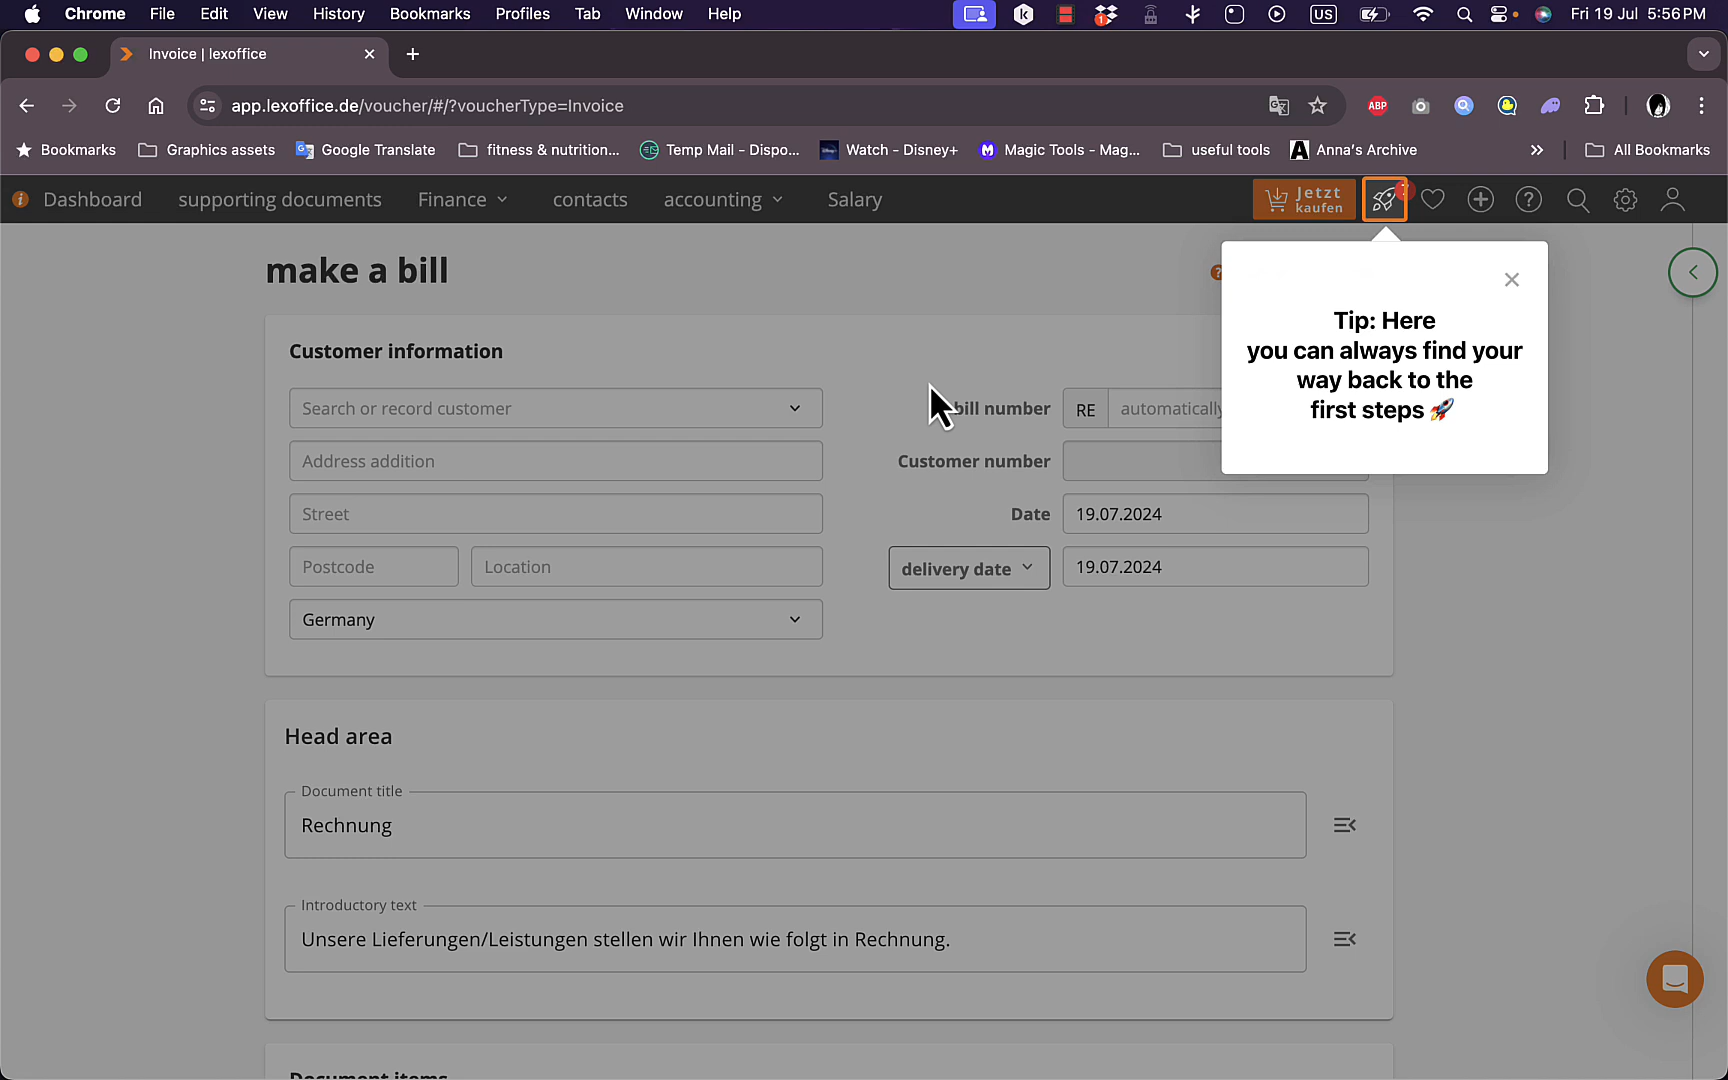 Chrome File Edit View History Bookmarks Profiles Tab Window Help US Fri 19 Jul 5:56 PM
Invoice | lexoffice
app.lexoffice.de/voucher/#/?voucherType=Invoice
ABP
Bookmarks Graphics assets Google Translate fitness & nutrition... Temp Mail - Dispo... Watch - Disney+ Magic Tools - Mag... useful tools Anna's Archive All Bookmarks
Dashboard supporting documents Finance contacts accounting Salary Jetzt
kaufen
make a bill
Tip: Here
you can always find your
way back to the
first steps 🚀
Customer information
Search or record customer
bill number RE automatically
Address addition
Customer number
Street
Date 19.07.2024
Postcode Location
delivery date 19.07.2024
Germany
Head area
Document title
Rechnung
Introductory text
Unsere Lieferungen/Leistungen stellen wir Ihnen wie folgt in Rechnung.
Document items